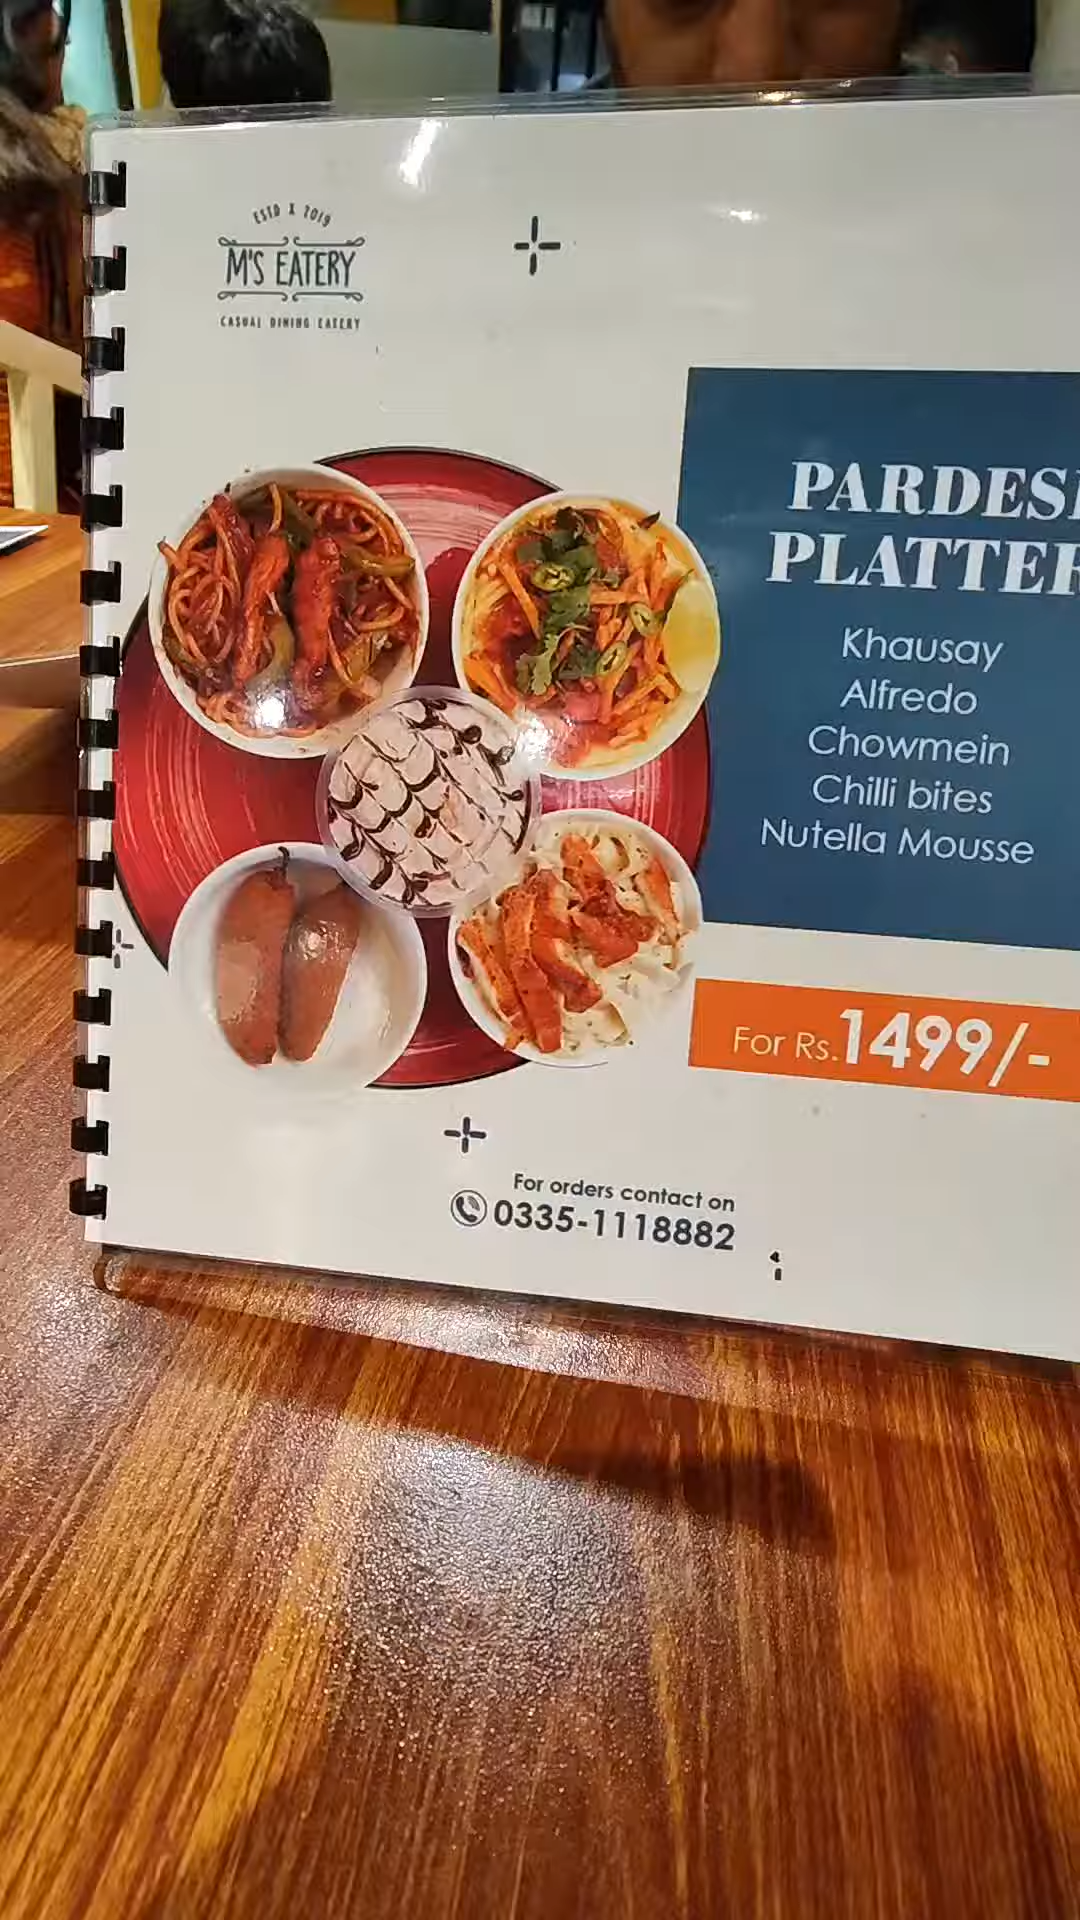 ESTD X 2019
M'S EATERY
CASUAL DINING EATERY
PARDESI
PLATTER
Khausay
Alfredo
Chowmein
Chilli bites
Nutella Mousse
For Rs.1499/-
For orders contact on
0335-1118882